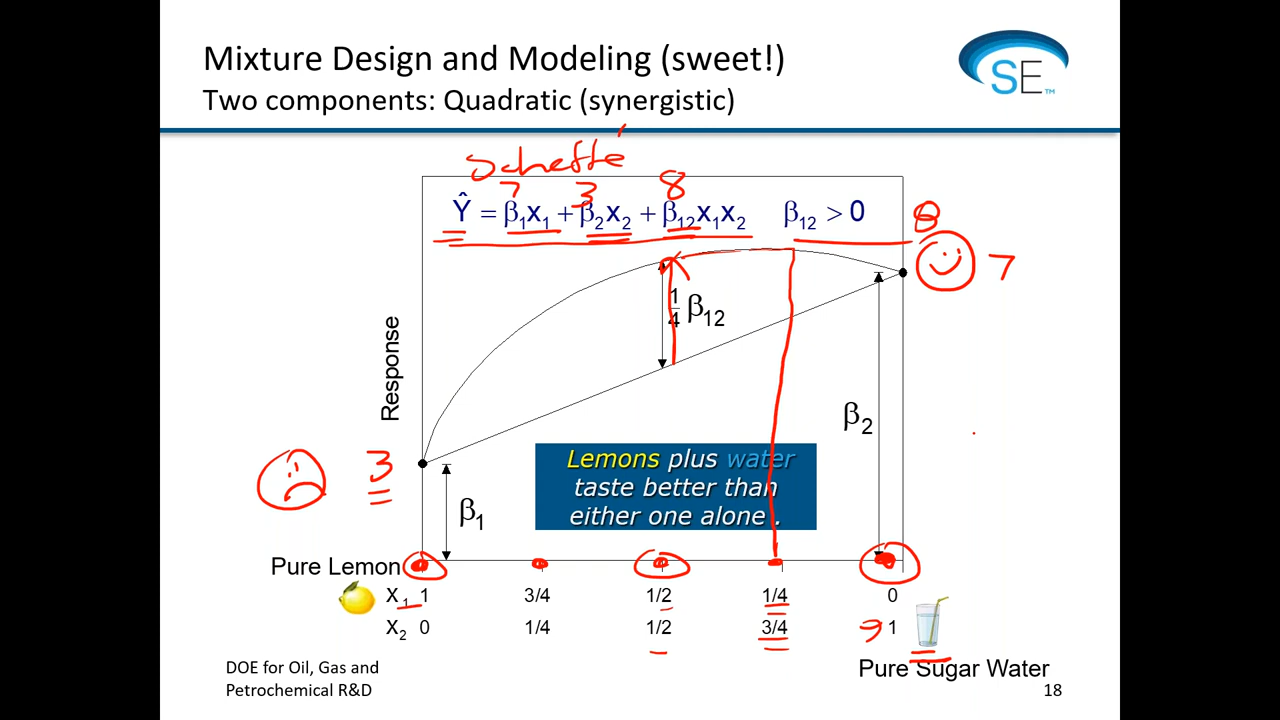 Mixture Design and Modeling (sweet!)
Two components: Quadratic (synergistic)
SE™
Scheffé
7 3 8
Ŷ = β₁x₁ + β₂x₂ + β₁₂x₁x₂ β₁₂ > 0
8
7
1/4 β₁₂
Response
β₂
3
β₁
Lemons plus water
taste better than
either one alone .
Pure Lemon
X₁ 1 3/4 1/2 1/4 0
X₂ 0 1/4 1/2 3/4 9 1
Pure Sugar Water
DOE for Oil, Gas and
Petrochemical R&D
18